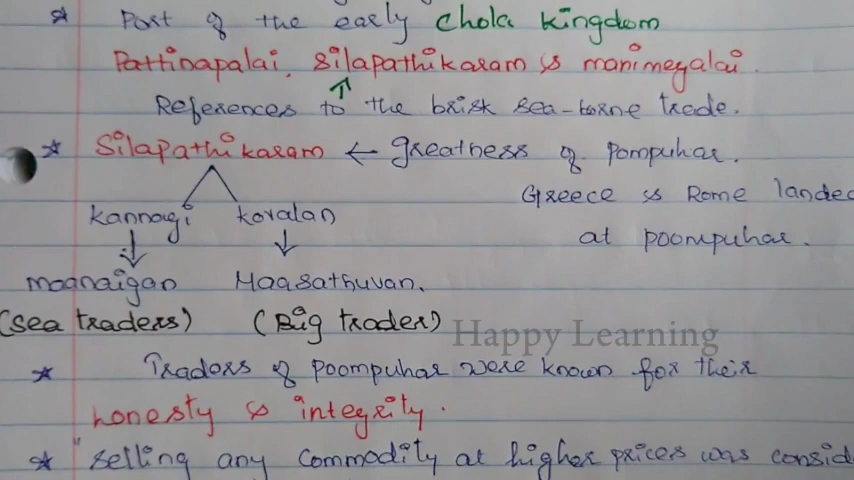 * Port of the early Chola Kingdom
Pattinapalai, Silapathikaram & manimegalai.
References to the brisk sea-borne trade.
* Silapathikaram ← Greatness of Pompuhar.
Greece & Rome landed
at poompuhar.
Kannagi Kovalan
Maanaigan Maasathuvan.
(sea traders) (Big trader)
Happy Learning
* Traders of Poompuhar were known for their
honesty & integrity.
* "Selling any commodity at higher prices was consid